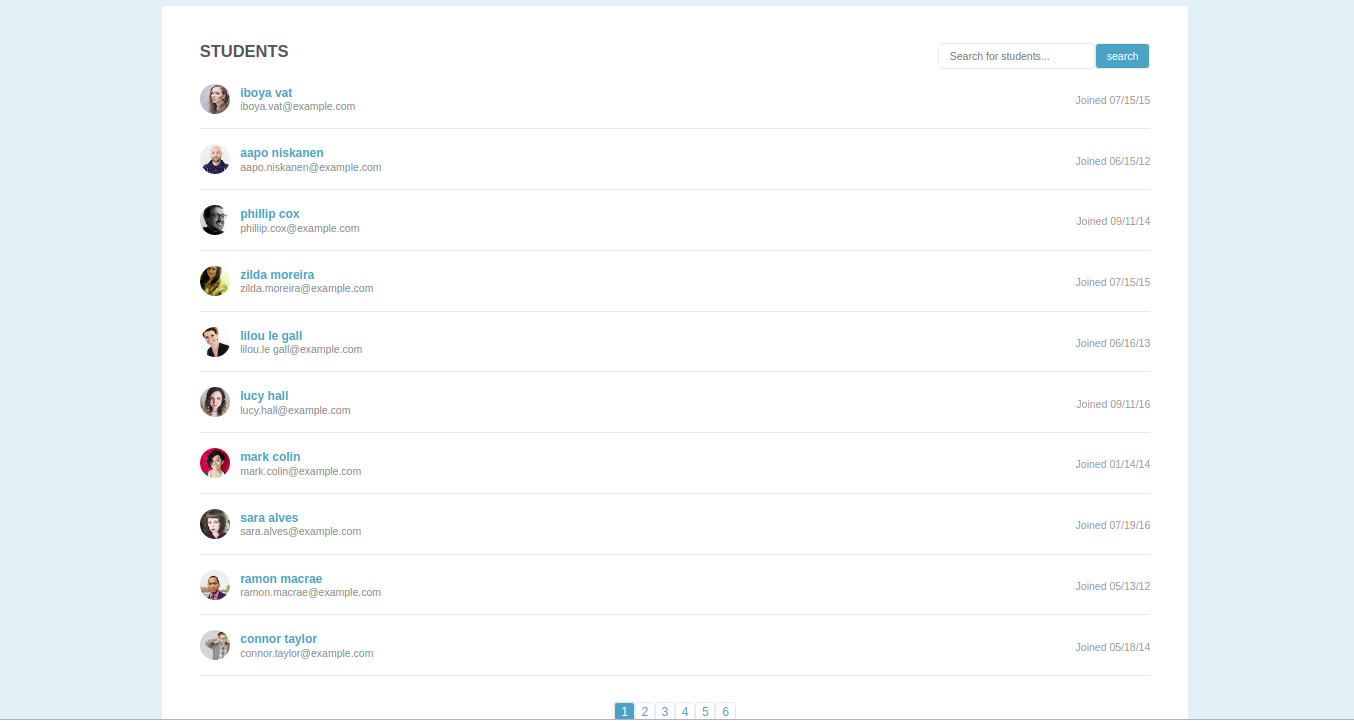 STUDENTS
Search for students... search
iboya vat
iboya.vat@example.com
Joined 07/15/15
aapo niskanen
aapo.niskanen@example.com
Joined 06/15/12
phillip cox
phillip.cox@example.com
Joined 09/11/14
zilda moreira
zilda.moreira@example.com
Joined 07/15/15
lilou le gall
lilou.le gall@example.com
Joined 06/16/13
lucy hall
lucy.hall@example.com
Joined 09/11/16
mark colin
mark.colin@example.com
Joined 01/14/14
sara alves
sara.alves@example.com
Joined 07/19/16
ramon macrae
ramon.macrae@example.com
Joined 05/13/12
connor taylor
connor.taylor@example.com
Joined 05/18/14
1 2 3 4 5 6